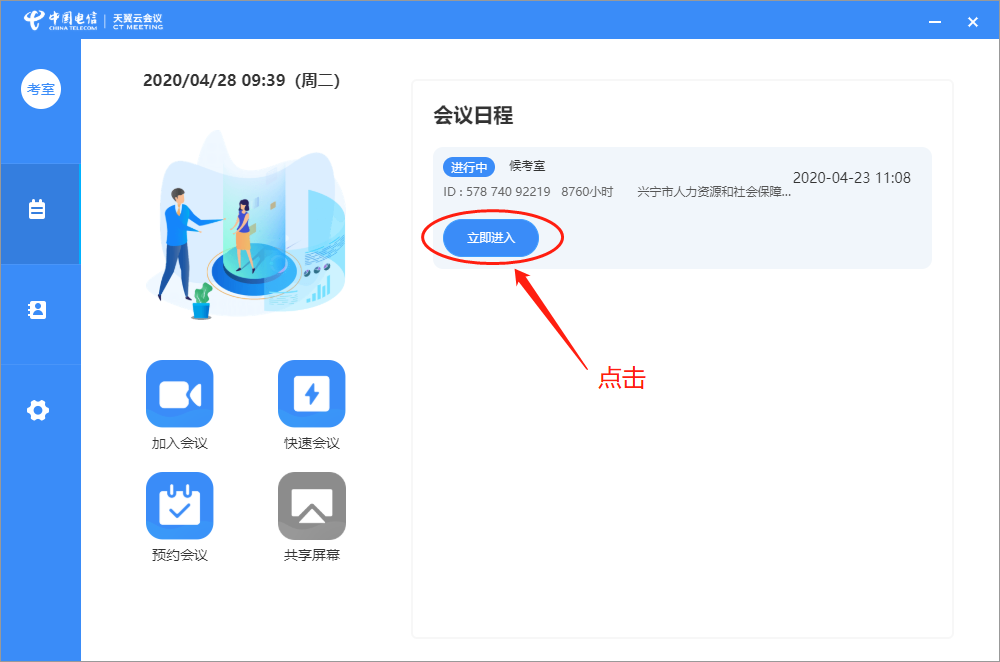 中国电信 天翼云会议
CHINA TELECOM CT MEETING
考室
2020/04/28 09:39 (周二)
会议日程
进行中 候考室
2020-04-23 11:08
ID : 578 740 92219 8760小时 兴宁市人力资源和社会保障...
立即进入
点击
加入会议 快速会议
预约会议 共享屏幕